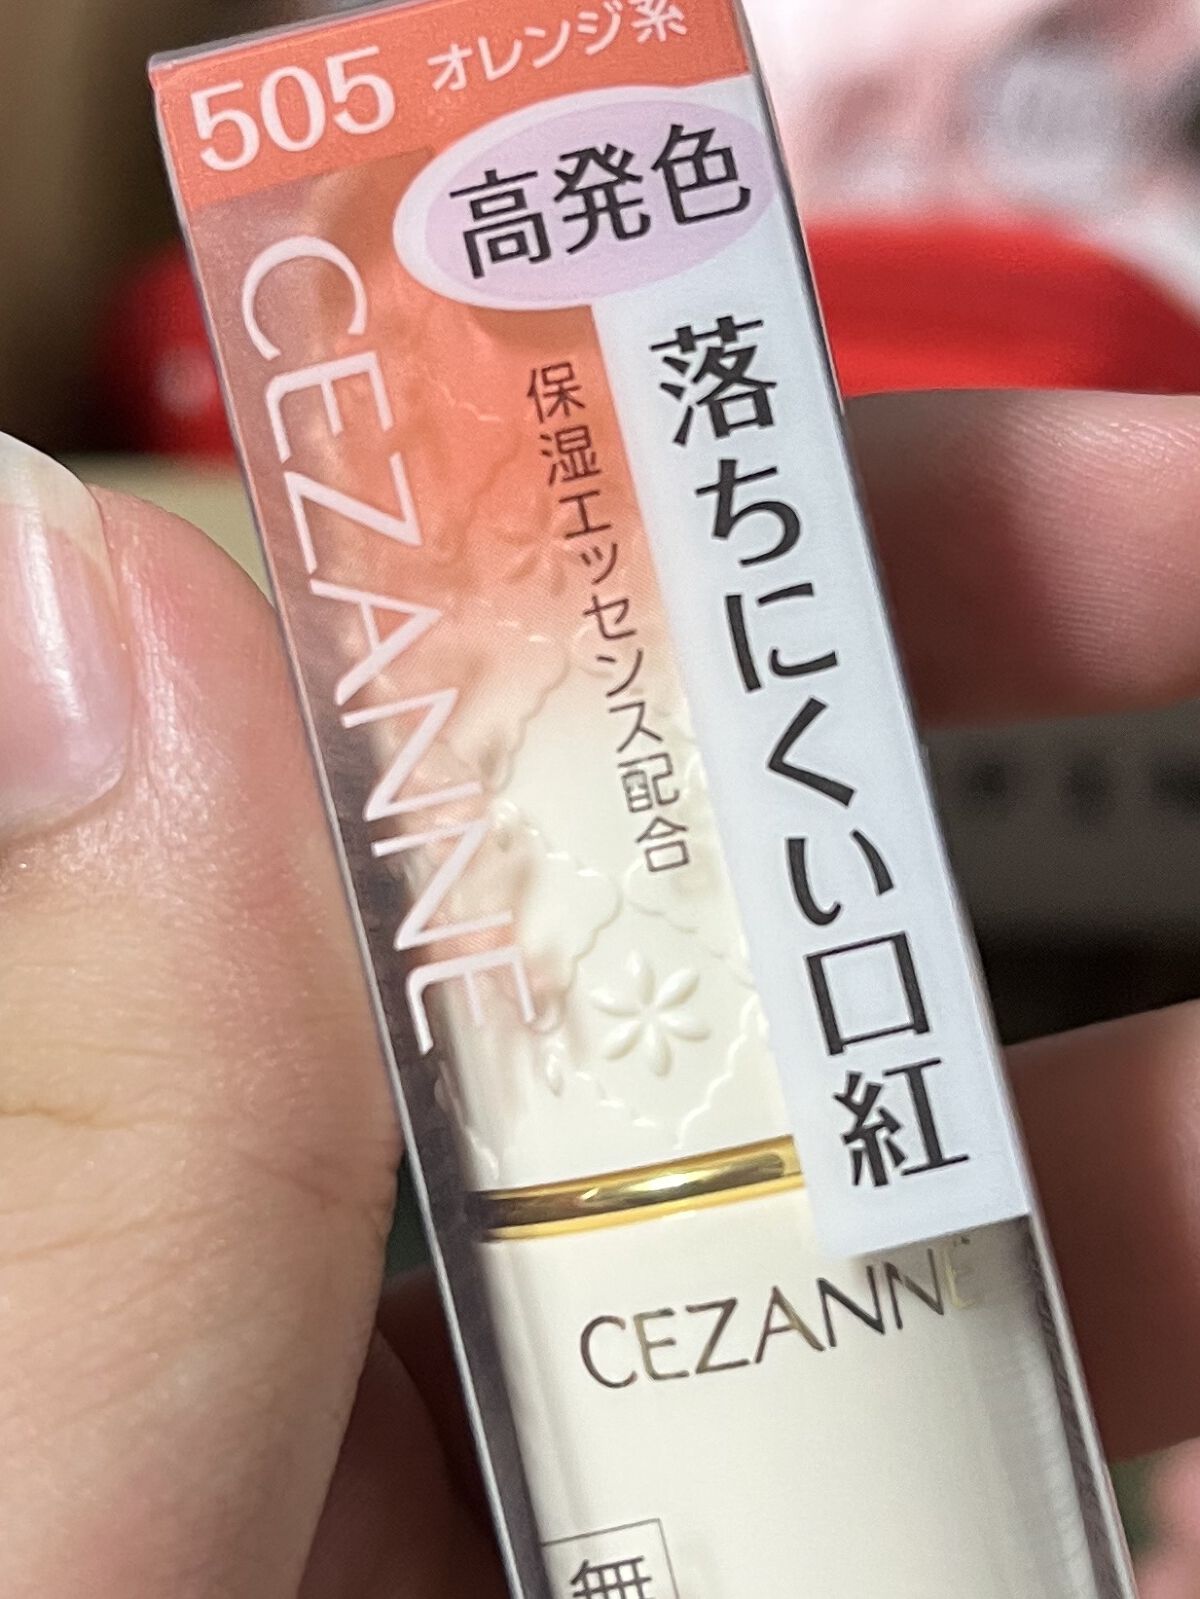 505 オレンジ系
高発色
落ちにくい口紅
保湿エッセンス配合
CEZANNE
CEZANNE
無